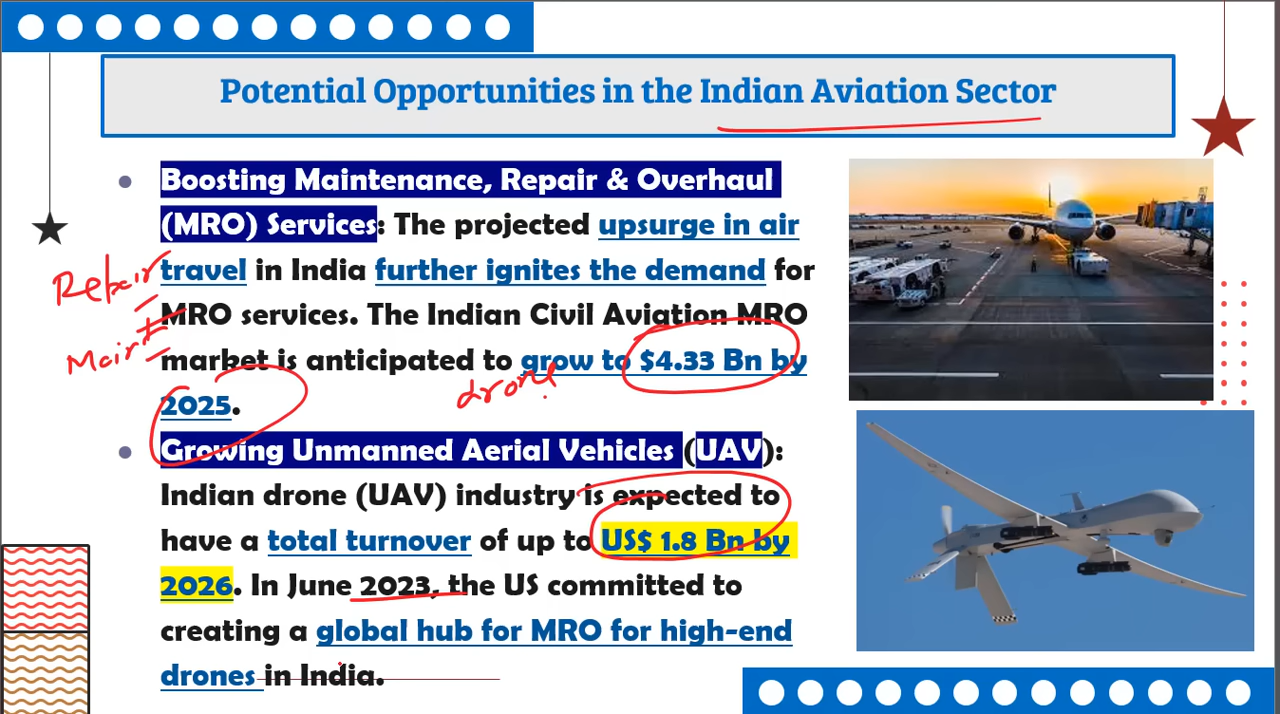 Potential Opportunities in the Indian Aviation Sector
Boosting Maintenance, Repair & Overhaul
(MRO) Services: The projected upsurge in air
Repair
travel in India further ignites the demand for
MRO services. The Indian Civil Aviation MRO
Maint
market is anticipated to grow to $4.33 Bn by
drone
2025.
Growing Unmanned Aerial Vehicles (UAV):
Indian drone (UAV) industry is expected to
have a total turnover of up to US$ 1.8 Bn by
2026. In June 2023, the US committed to
creating a global hub for MRO for high-end
drones in India.